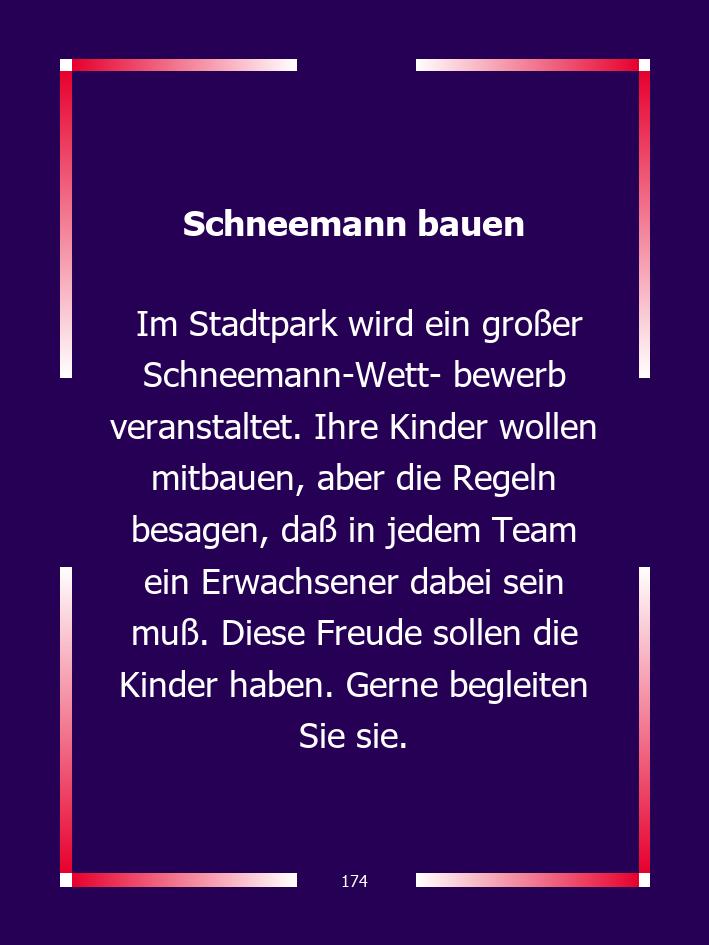 Schneemann bauen
Im Stadtpark wird ein großer
Schneemann-Wett- bewerb
veranstaltet. Ihre Kinder wollen
mitbauen, aber die Regeln
besagen, daß in jedem Team
ein Erwachsener dabei sein
muß. Diese Freude sollen die
Kinder haben. Gerne begleiten
Sie sie.
174